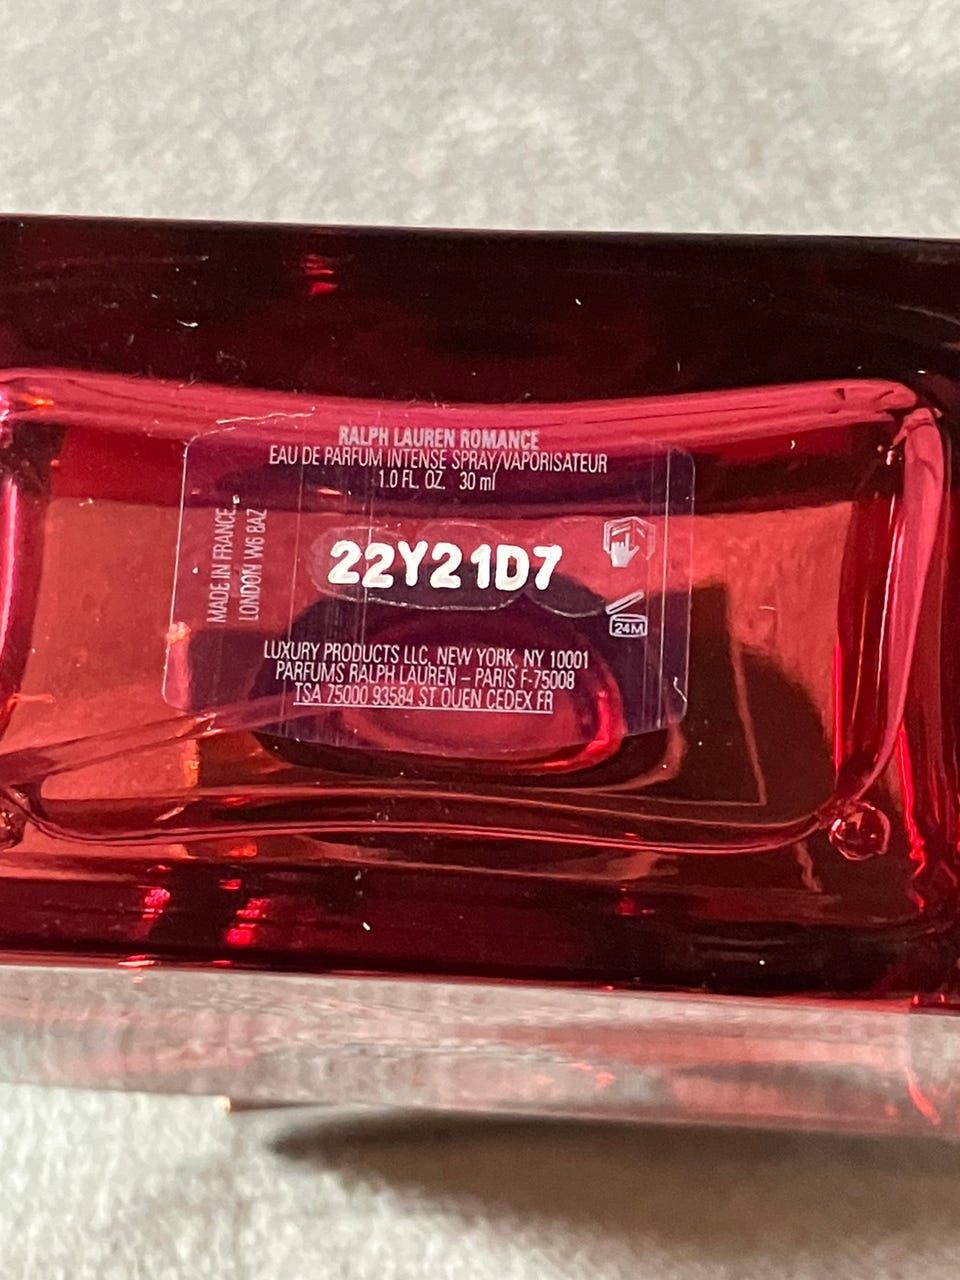 RALPH LAUREN ROMANCE
EAU DE PARFUM INTENSE SPRAY/VAPORISATEUR
1.0 FL. OZ. 30 ml
MADE IN FRANCE
LONDON W6 8AZ
22Y21D7
24M
LUXURY PRODUCTS LLC, NEW YORK, NY 10001
PARFUMS RALPH LAUREN – PARIS F-75008
TSA 75000 93584 ST OUEN CEDEX FR